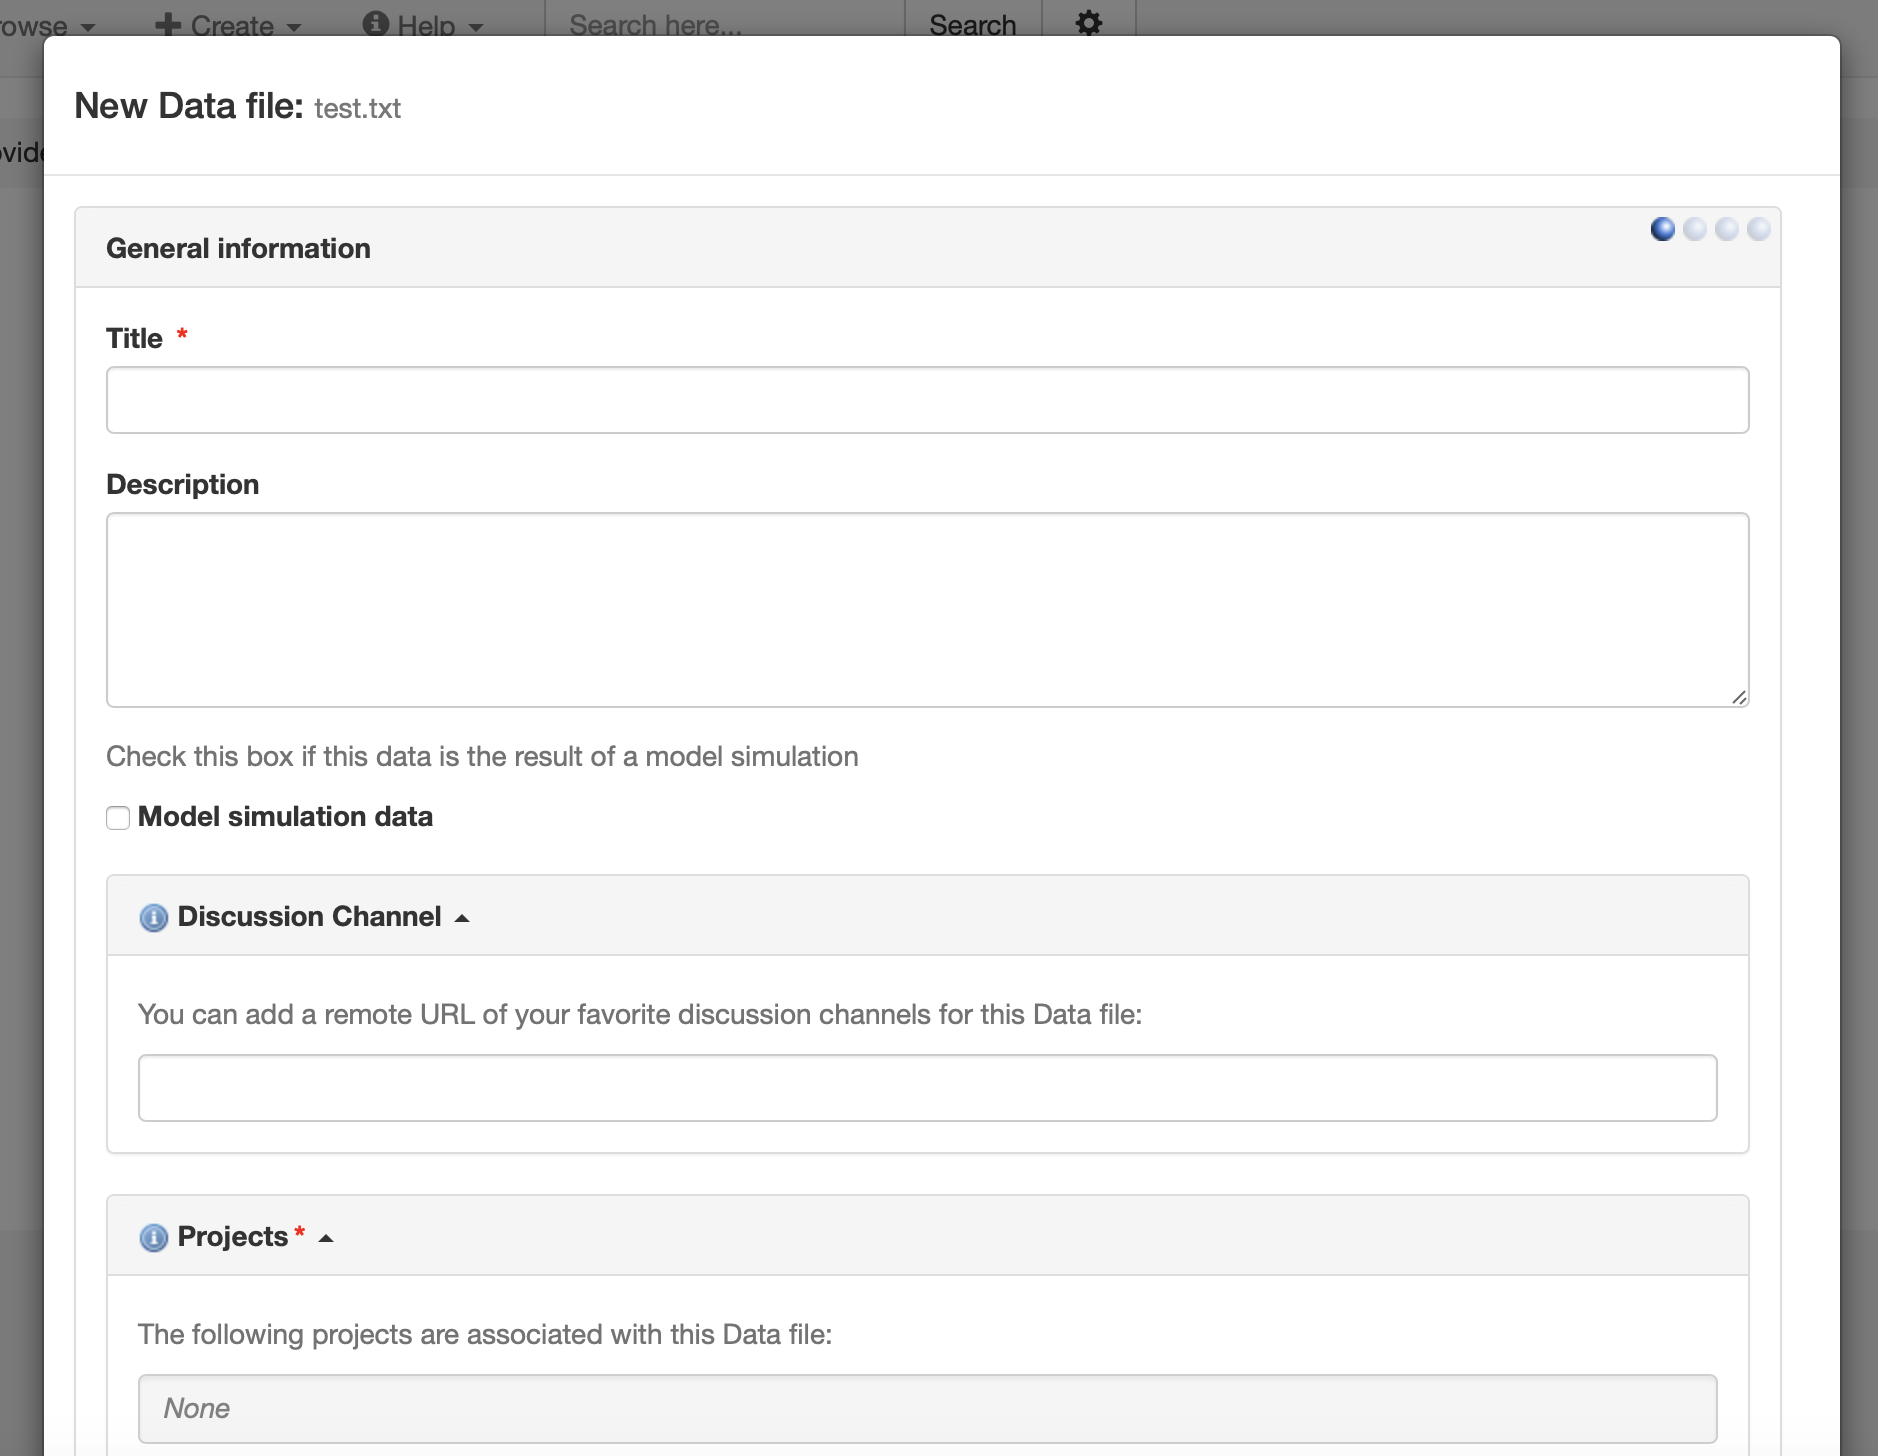 owse Create Help Search here... Search
New Data file: test.txt
General information
Title *
Description
Check this box if this data is the result of a model simulation
Model simulation data
Discussion Channel
You can add a remote URL of your favorite discussion channels for this Data file:
Projects *
The following projects are associated with this Data file:
None